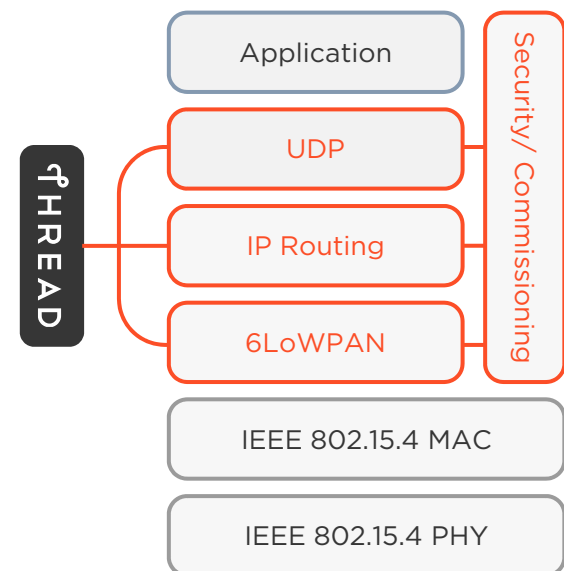 Application
UDP
IP Routing
6LoWPAN
IEEE 802.15.4 MAC
IEEE 802.15.4 PHY
THREAD
Security/ Commissioning